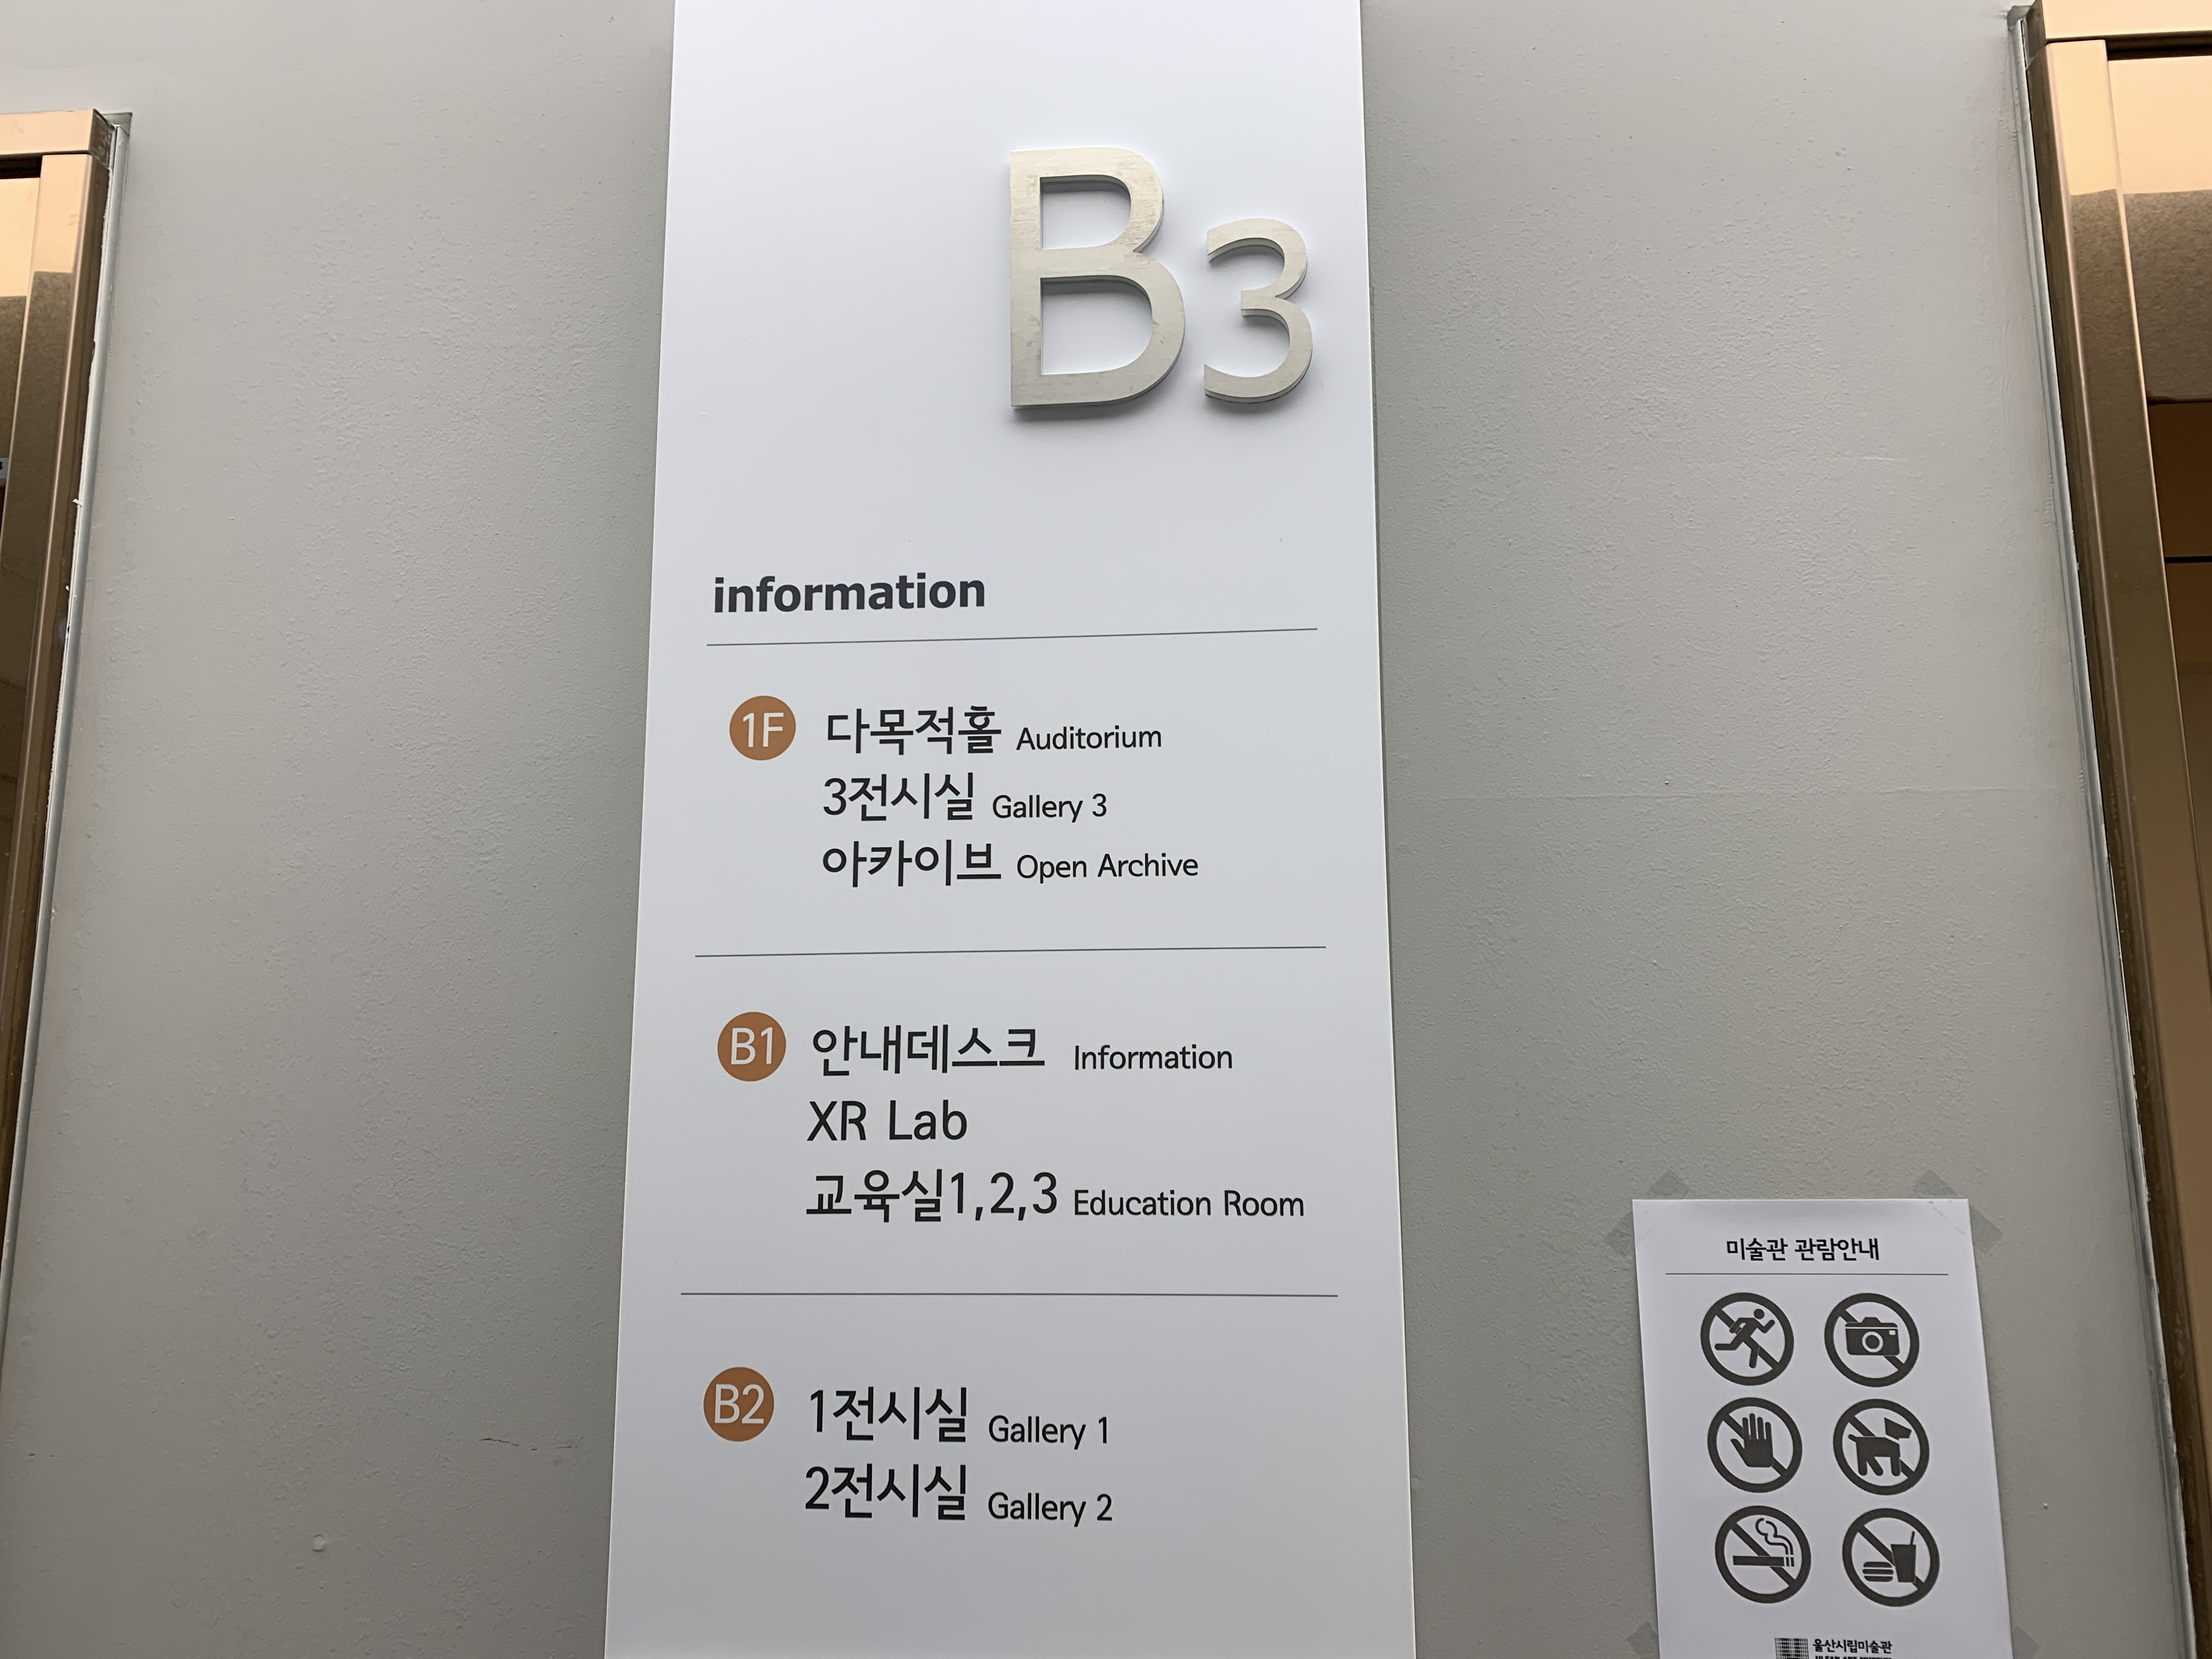 B3
information
1F 다목적홀 Auditorium
3전시실 Gallery 3
아카이브 Open Archive
B1 안내데스크 Information
XR Lab
교육실1,2,3 Education Room
B2 1전시실 Gallery 1
2전시실 Gallery 2
미술관 관람안내
울산시립미술관